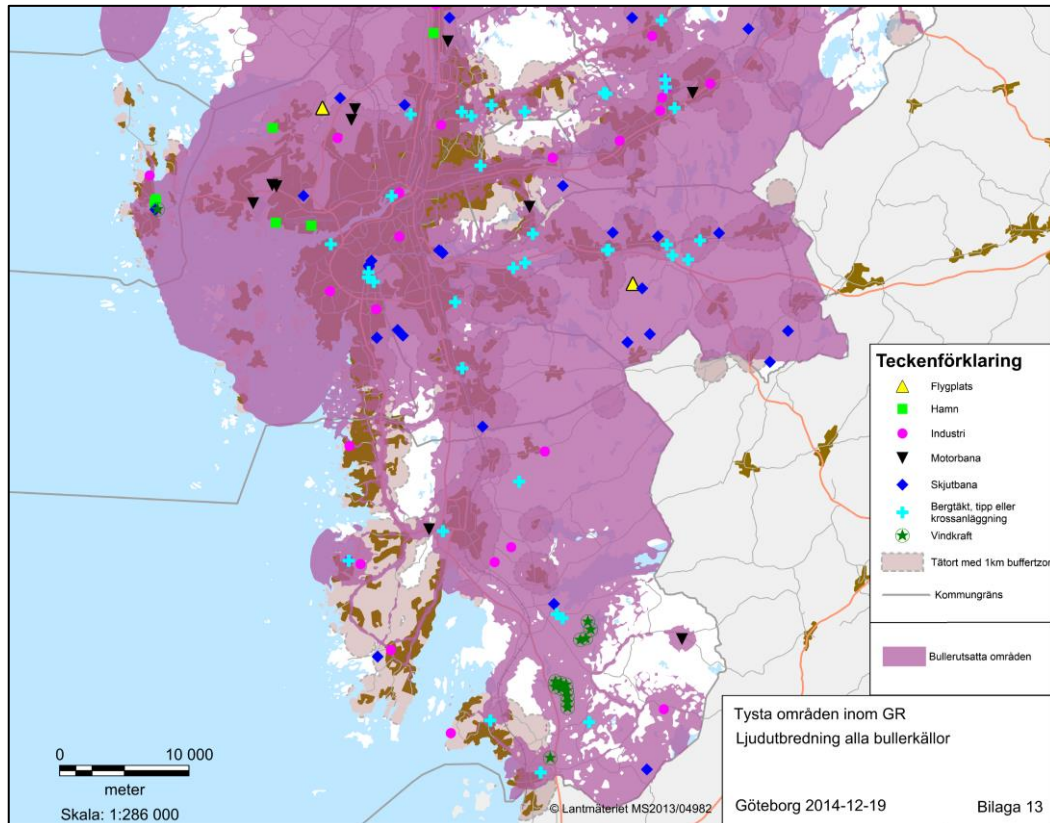 Teckenförklaring
Flygplats
Hamn
Industri
Motorbana
Skjutbana
Bergtäkt, tipp eller
krossanläggning
Vindkraft
Tätort med 1km buffertzon
Kommungräns
Bullerutsatta områden
Tysta områden inom GR
Ljudutbredning alla bullerkällor
0 10 000
meter
Skala: 1:286 000
© Lantmäteriet MS2013/04982
Göteborg 2014-12-19 Bilaga 13